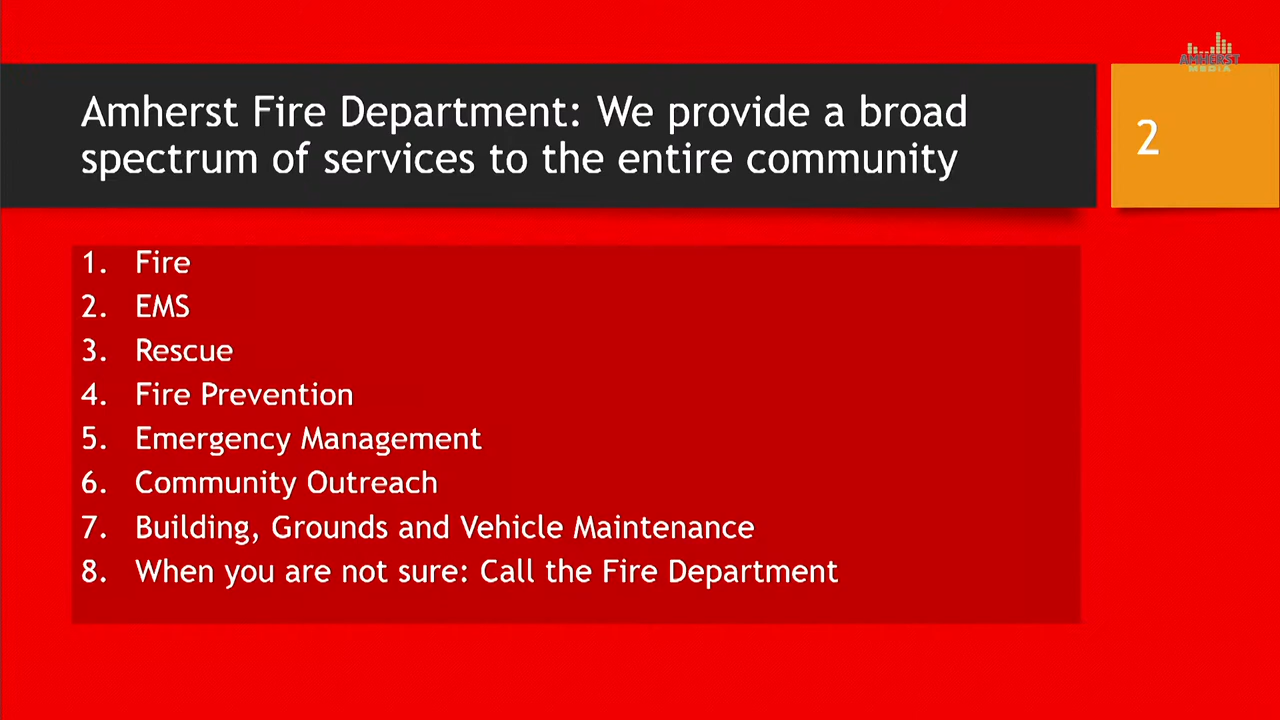 AMHERST
MEDIA
Amherst Fire Department: We provide a broad
spectrum of services to the entire community
2
1. Fire
2. EMS
3. Rescue
4. Fire Prevention
5. Emergency Management
6. Community Outreach
7. Building, Grounds and Vehicle Maintenance
8. When you are not sure: Call the Fire Department